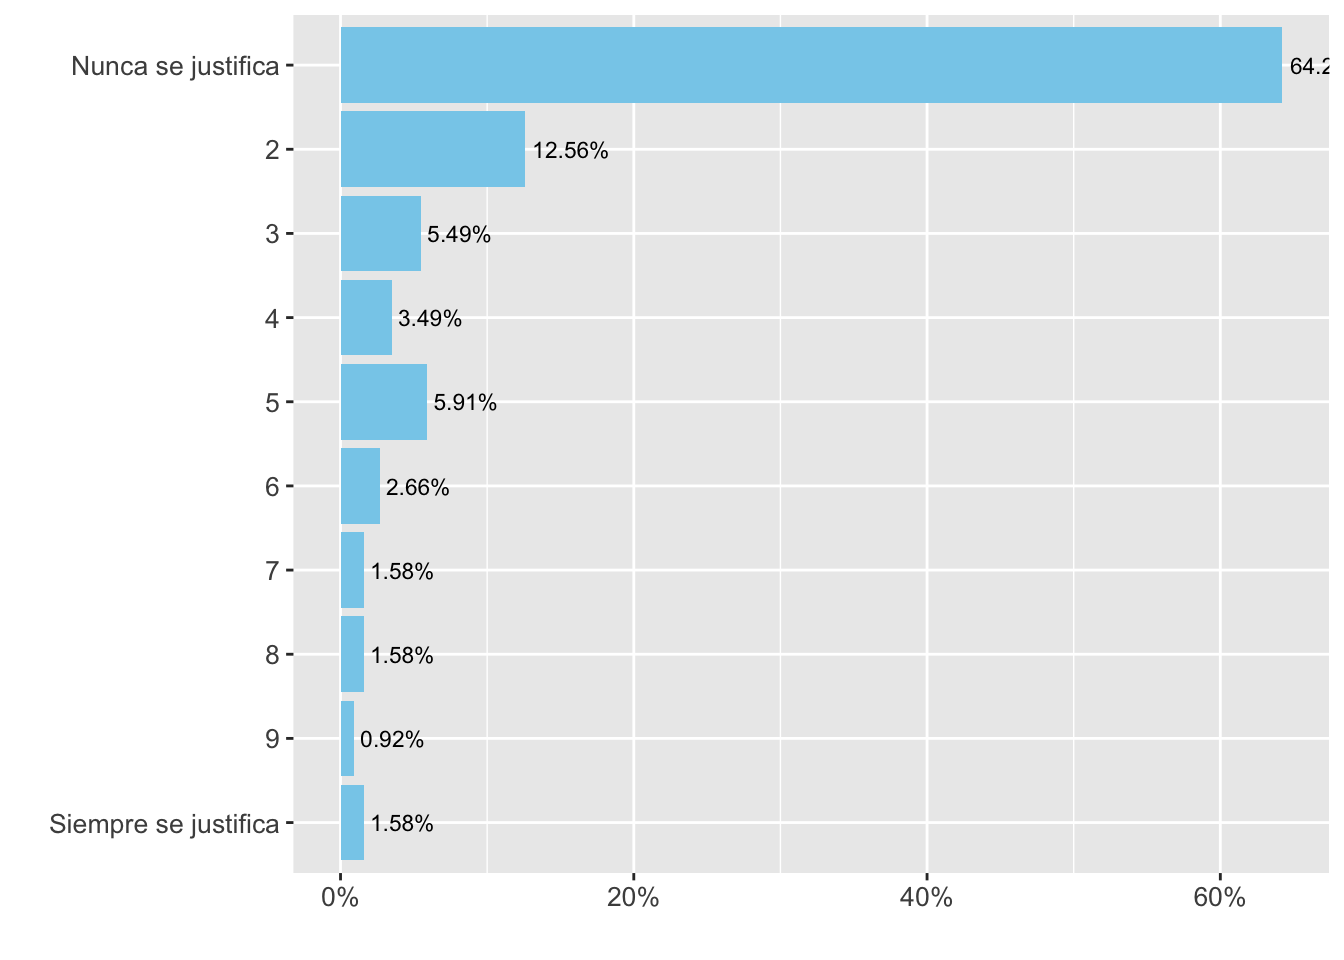 Nunca se justifica 64.2
2 12.56%
3 5.49%
4 3.49%
5 5.91%
6 2.66%
7 1.58%
8 1.58%
9 0.92%
Siempre se justifica 1.58%
0% 20% 40% 60%